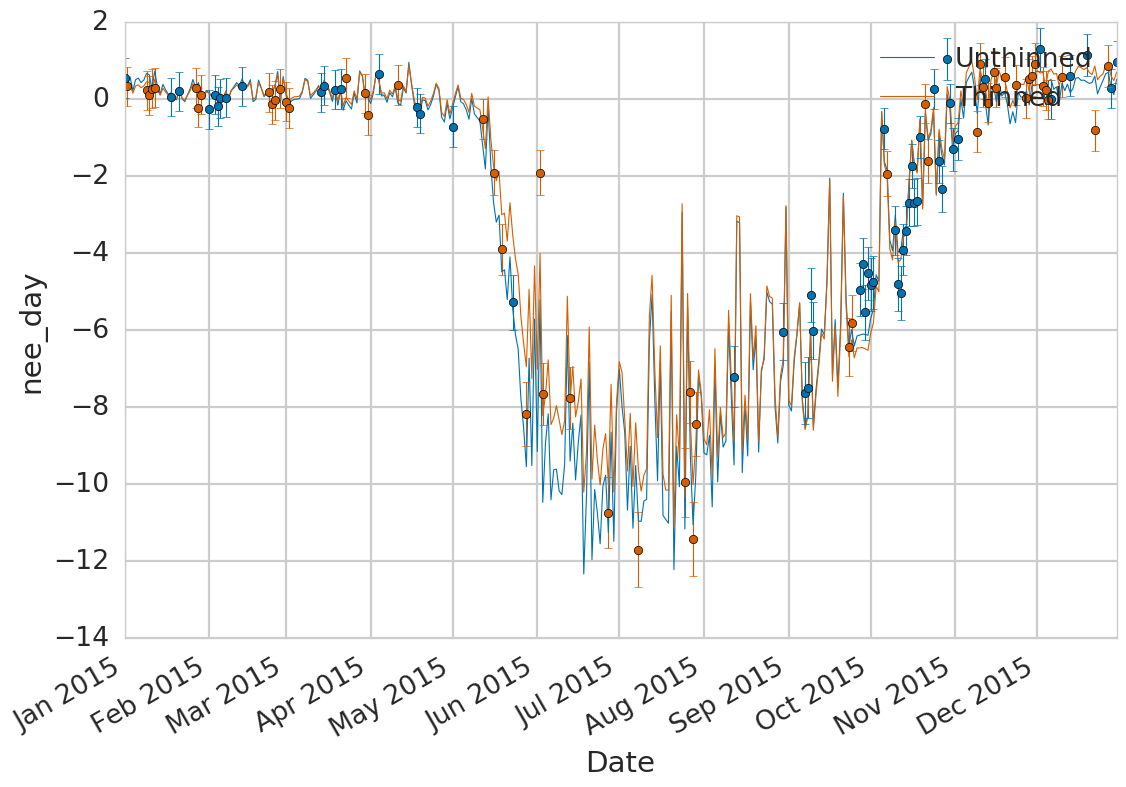 2
0
−2
−4
−6
−8
−10
−12
−14
nee_day
Unthinned
Thinned
Jan 2015
Feb 2015
Mar 2015
Apr 2015
May 2015
Jun 2015
Jul 2015
Aug 2015
Sep 2015
Oct 2015
Nov 2015
Dec 2015
Date